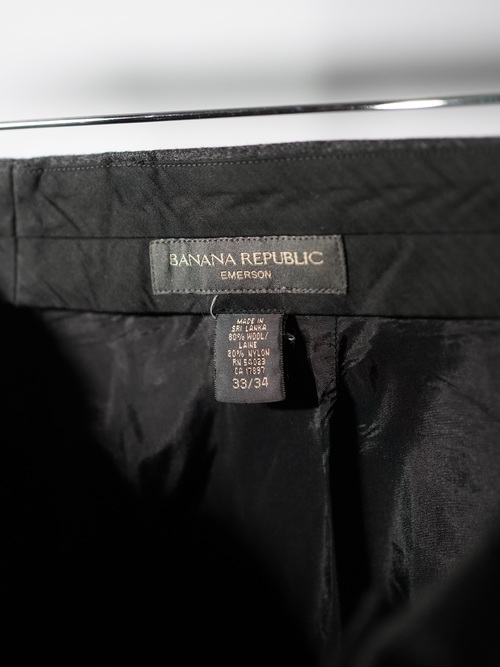 BANANA REPUBLIC
EMERSON
MADE IN
SRI LANKA
80% WOOL/
LAINE
20% NYLON
RN 54023
CA 17897
33/34